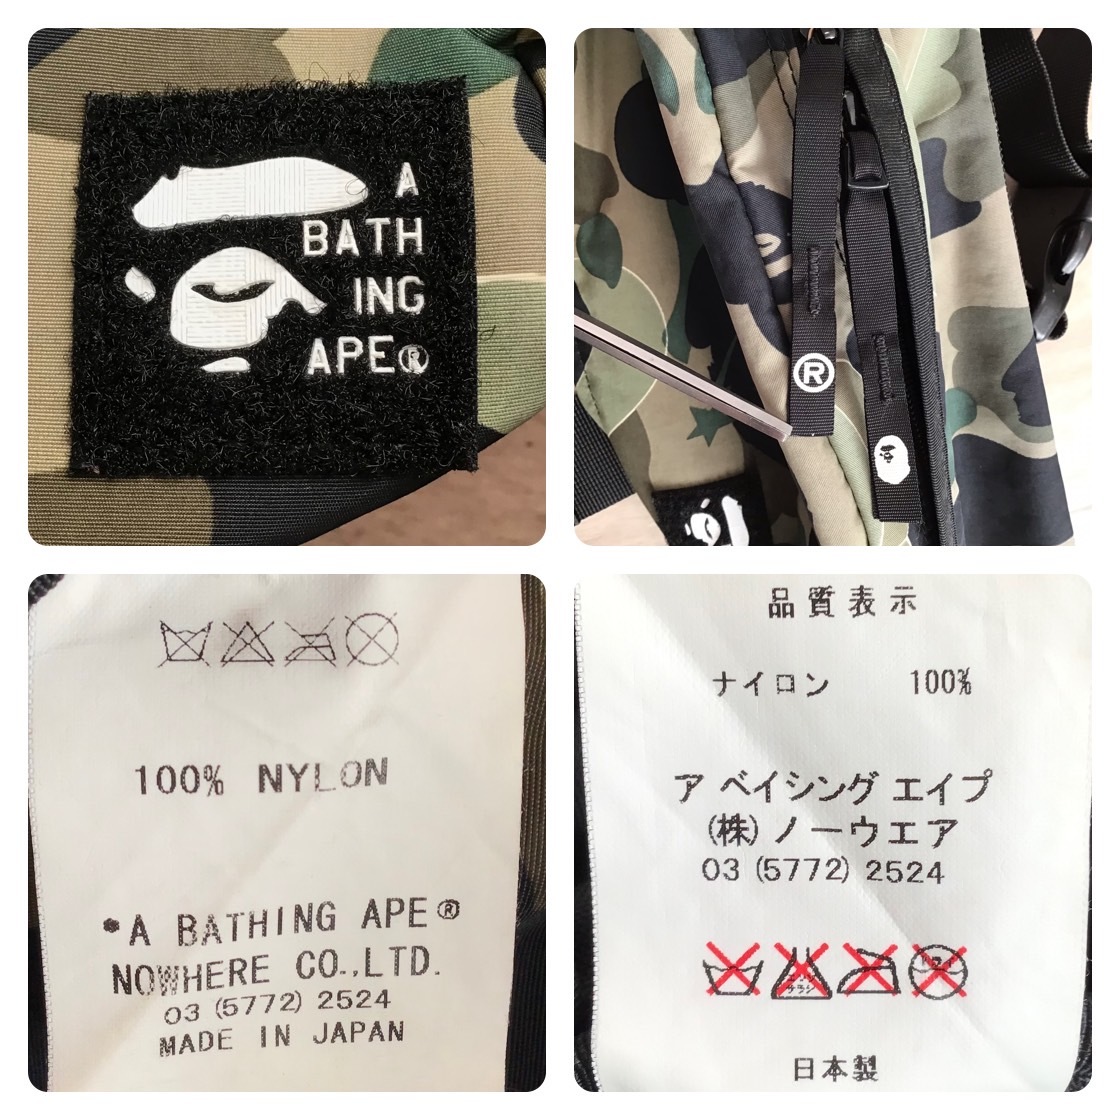 A
BATH
ING
APE®
®
100% NYLON
•A BATHING APE®
NOWHERE CO.,LTD.
03 (5772) 2524
MADE IN JAPAN
品質表示
ナイロン 100%
ア ベイシング エイプ
(株)ノーウエア
03 (5772) 2524
日本製